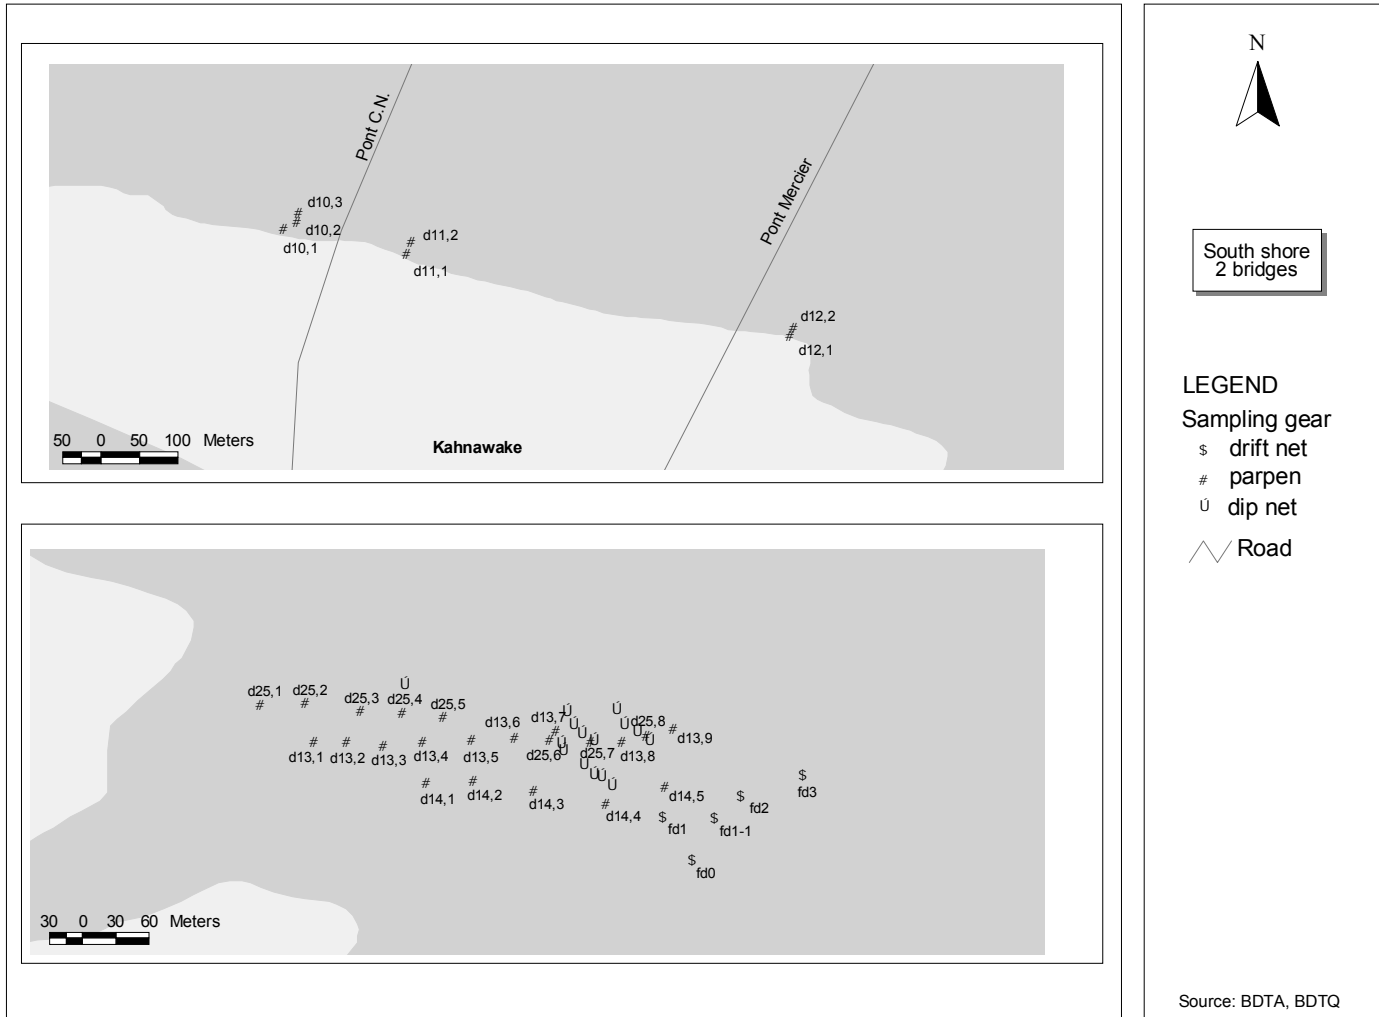 Pont C.N.
Pont Mercier
d10,3
d10,2
d10,1
d11,2
d11,1
d12,2
d12,1
50 0 50 100 Meters
Kahnawake
N
South shore
2 bridges
LEGEND
Sampling gear
$ drift net
# parpen
Ú dip net
Road
d25,1
d25,2
d25,3
d25,4
d25,5
d13,6
d13,7
d25,8
d13,9
d13,1
d13,2
d13,3
d13,4
d13,5
d25,6
d25,7
d13,8
d14,1
d14,2
d14,3
d14,4
d14,5
fd3
fd2
fd1
fd1-1
fd0
30 0 30 60 Meters
Source: BDTA, BDTQ